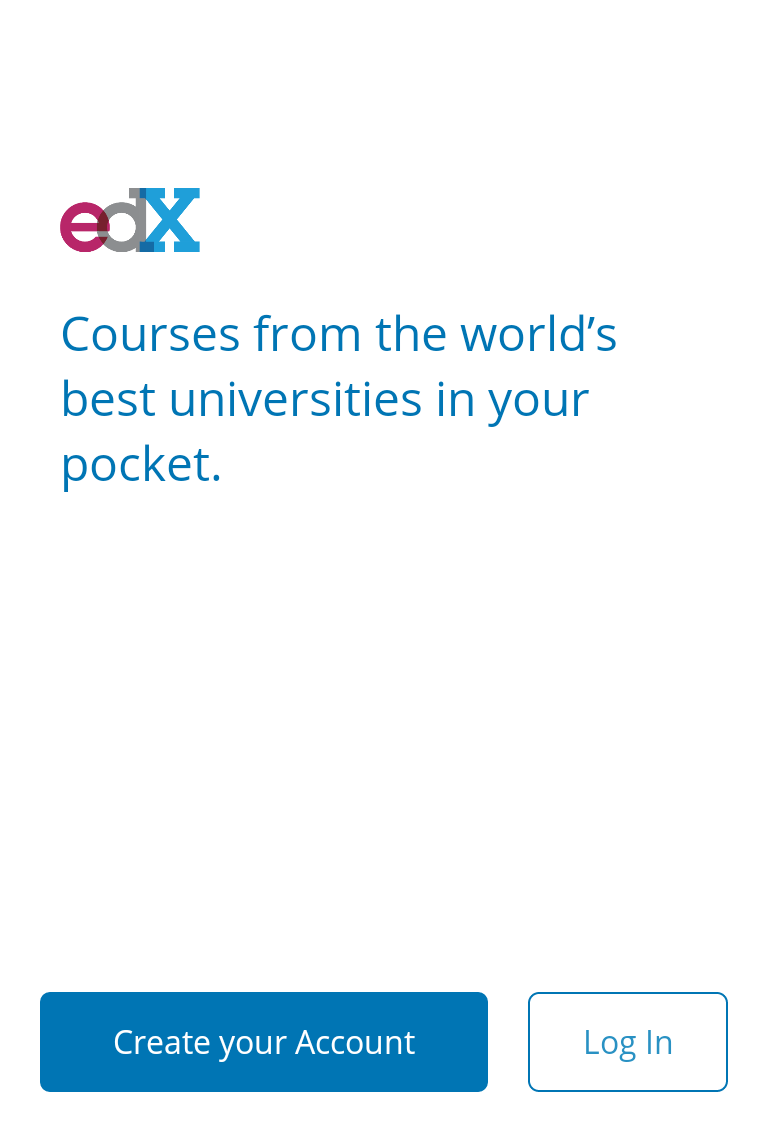 edX
Courses from the world’s
best universities in your
pocket.
Create your Account
Log In